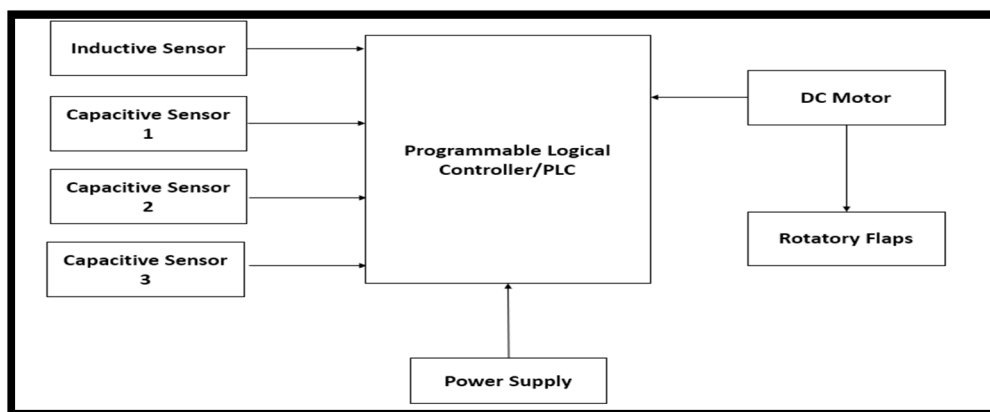 Inductive Sensor
Capacitive Sensor
1
Capacitive Sensor
2
Capacitive Sensor
3
Programmable Logical
Controller/PLC
DC Motor
Rotatory Flaps
Power Supply